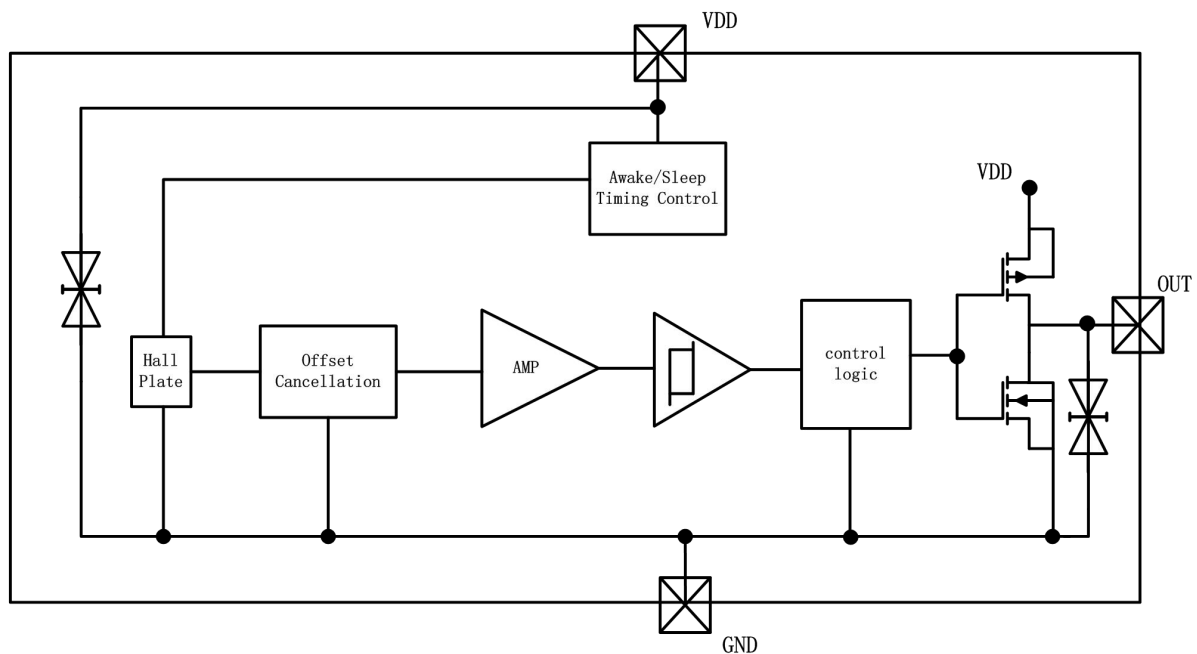 VDD
Awake/Sleep
Timing Control
VDD
OUT
Hall
Plate
Offset
Cancellation
AMP
control
logic
GND